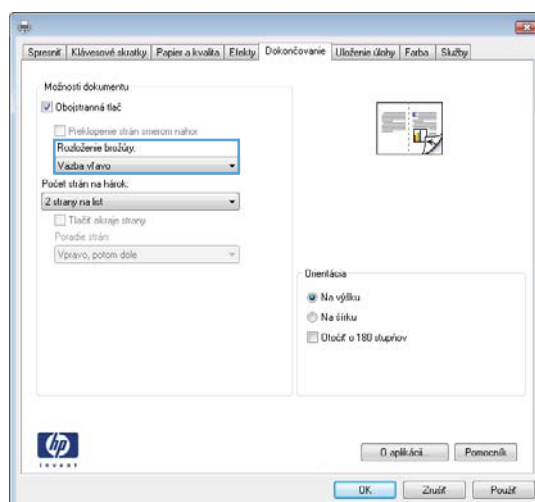 Spresniť Klávesové skratky Papier a kvalita Efekty Dokončovanie Uloženie úlohy Farba Služby
Možnosti dokumentu
Obojstranná tlač
Preklopenie strán smerom nahor
Rozloženie brožúry:
Väzba vľavo
Počet strán na hárok:
2 strany na list
Tlačiť okraje strany
Poradie strán:
Vpravo, potom dole
Orientácia
Na výšku
Na šírku
Otočiť o 180 stupňov
hp
invent
O aplikácii... Pomocník
OK Zrušiť Použiť